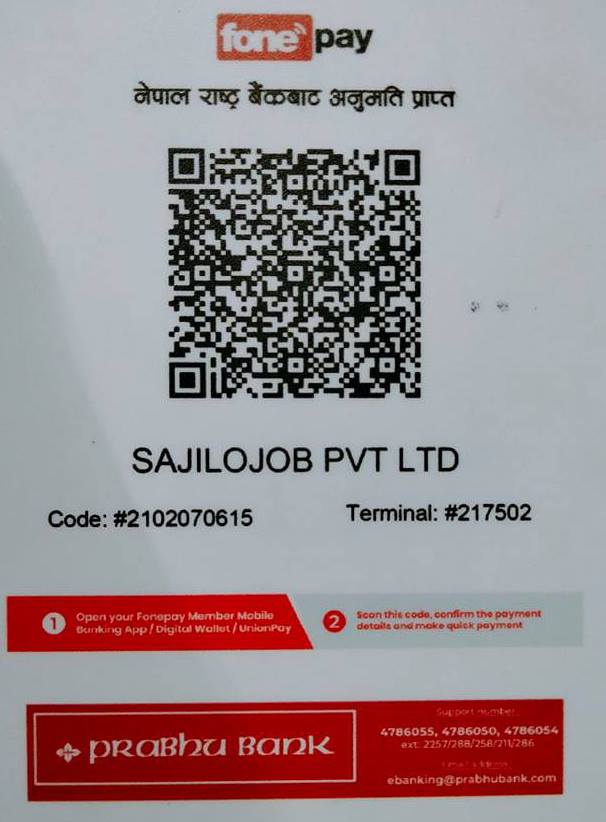 fone pay
नेपाल राष्ट्र बैंकबाट अनुमति प्राप्त
SAJILOJOB PVT LTD
Code: #2102070615
Terminal: #217502
1 Open your Fonepay Member Mobile
Banking App / Digital Wallet / UnionPay
2 Scan this code, confirm the payment
details and make quick payment
PRABHU BANK
Support number
4786055, 4786050, 4786054
ext: 2257/288/258/211/286
Email address
ebanking@prabhubank.com